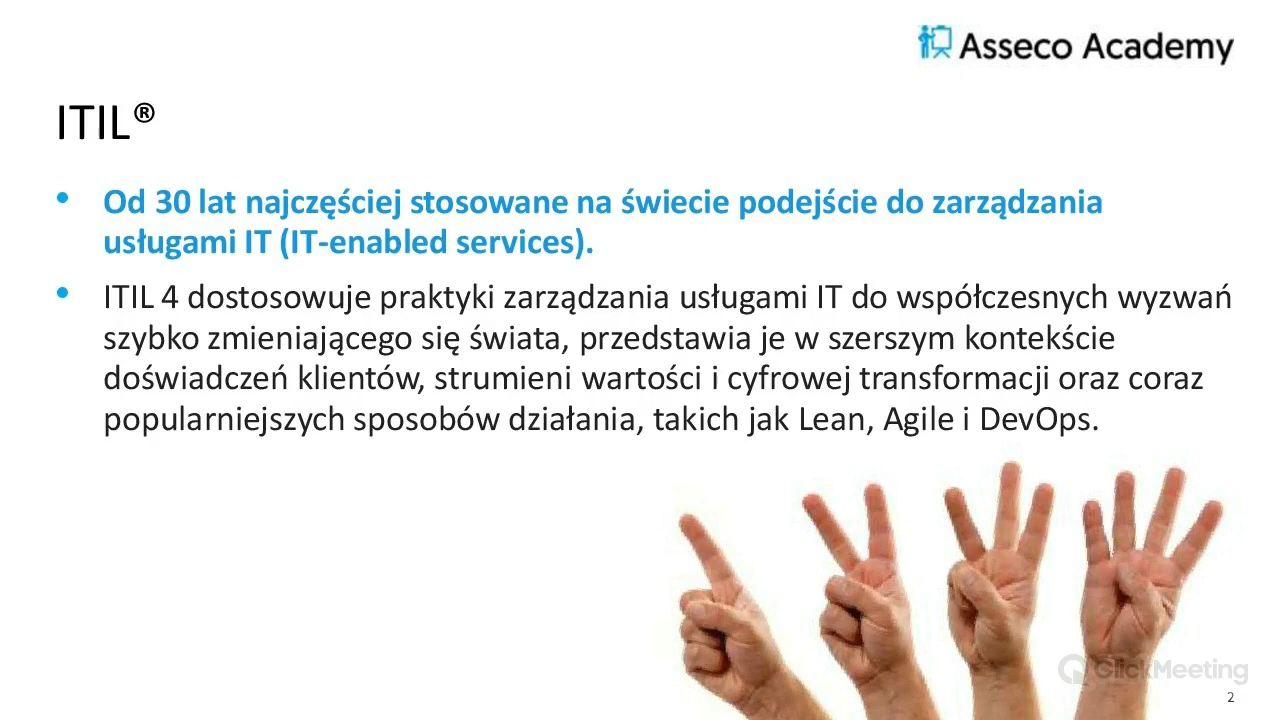 Asseco Academy
ITIL®
• Od 30 lat najczęściej stosowane na świecie podejście do zarządzania
usługami IT (IT-enabled services).
• ITIL 4 dostosowuje praktyki zarządzania usługami IT do współczesnych wyzwań
szybko zmieniającego się świata, przedstawia je w szerszym kontekście
doświadczeń klientów, strumieni wartości i cyfrowej transformacji oraz coraz
popularniejszych sposobów działania, takich jak Lean, Agile i DevOps.
ClickMeeting
2